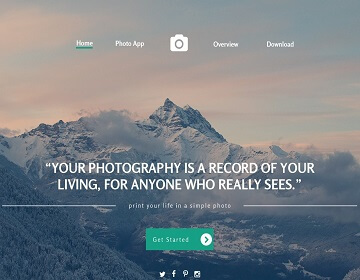 Home Photo App Overview Download
“YOUR PHOTOGRAPHY IS A RECORD OF YOUR
LIVING, FOR ANYONE WHO REALLY SEES.”
print your life in a simple photo
Get Started